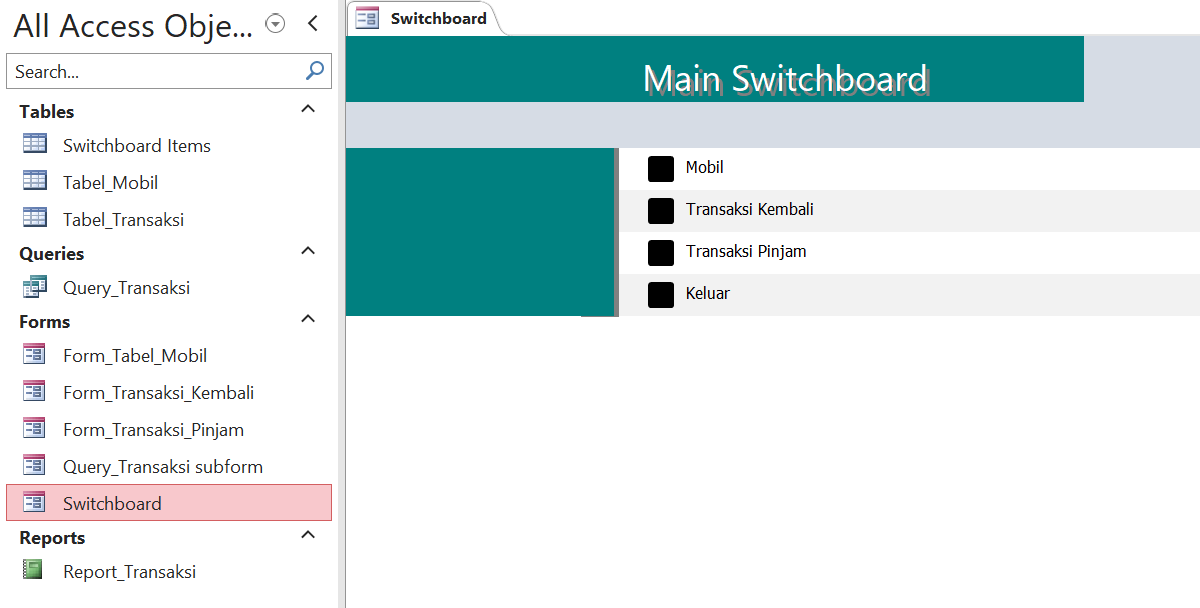 All Access Obje...
Search...
Tables
Switchboard Items
Tabel_Mobil
Tabel_Transaksi
Queries
Query_Transaksi
Forms
Form_Tabel_Mobil
Form_Transaksi_Kembali
Form_Transaksi_Pinjam
Query_Transaksi subform
Switchboard
Reports
Report_Transaksi
Switchboard
Main Switchboard
Mobil
Transaksi Kembali
Transaksi Pinjam
Keluar